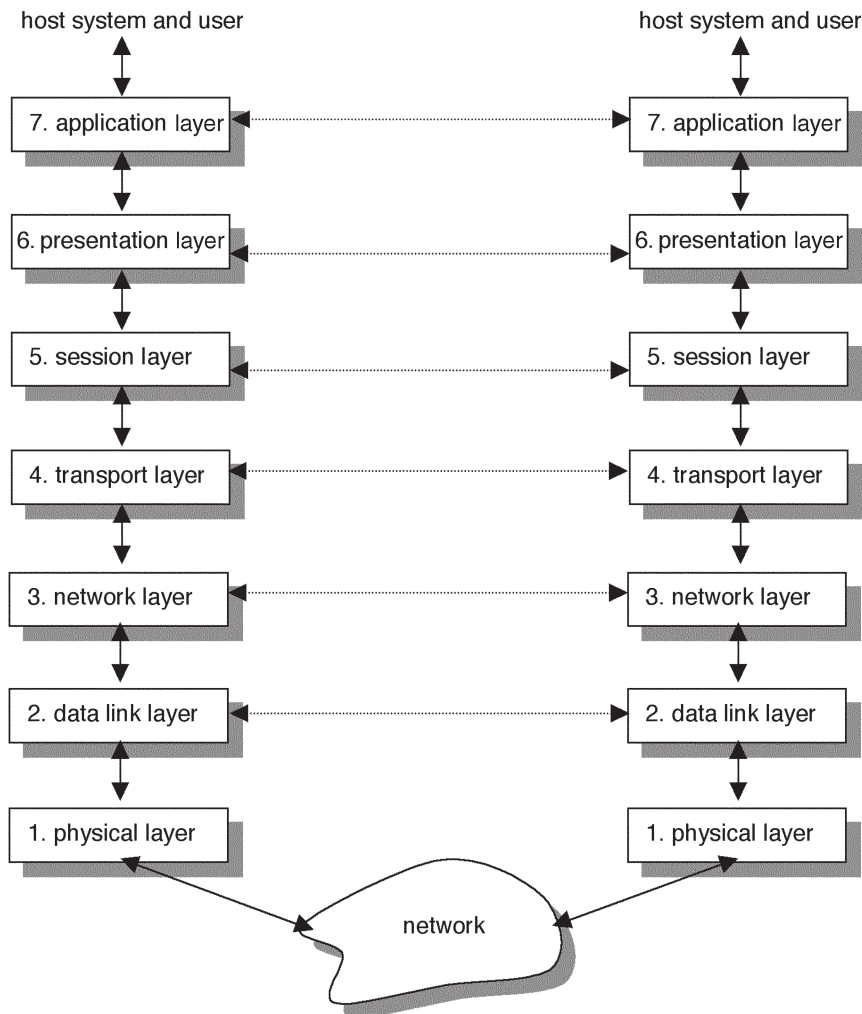 host system and user
host system and user
7. application layer
7. application layer
6. presentation layer
6. presentation layer
5. session layer
5. session layer
4. transport layer
4. transport layer
3. network layer
3. network layer
2. data link layer
2. data link layer
1. physical layer
1. physical layer
network